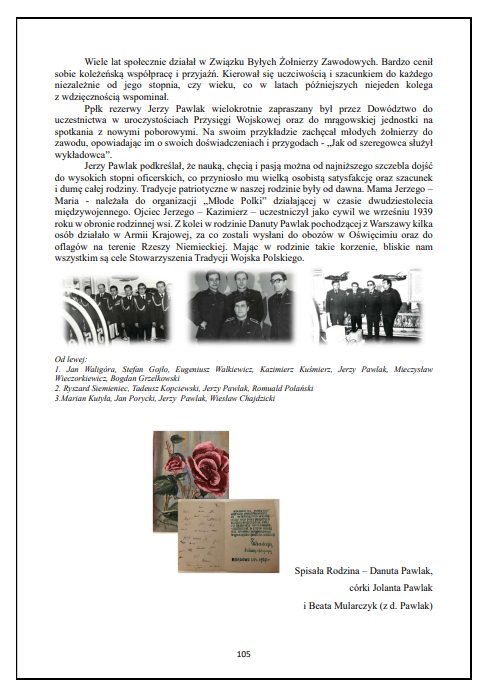 Wiele lat społecznie działał w Związku Byłych Żołnierzy Zawodowych. Bardzo cenił
sobie koleżeńską współpracę i przyjaźń. Kierował się uczciwością i szacunkiem do każdego
niezależnie od jego stopnia, czy wieku, co w latach późniejszych niejeden kolega
z wdzięcznością wspominał.
Ppłk rezerwy Jerzy Pawlak wielokrotnie zapraszany był przez Dowództwo do
uczestnictwa w uroczystościach Przysięgi Wojskowej oraz do mrągowskiej jednostki na
spotkania z nowymi poborowymi. Na swoim przykładzie zachęcał młodych żołnierzy do
zawodu, opowiadając im o swoich doświadczeniach i przygodach - „Jak od szeregowca służył
wykładowca”.
Jerzy Pawlak podkreślał, że nauką, chęcią i pasją można od najniższego szczebla dojść
do wysokich stopni oficerskich, co przyniosło mu wielką osobistą satysfakcję oraz szacunek
i dumę całej rodziny. Tradycje patriotyczne w naszej rodzinie były od dawna. Mama Jerzego –
Maria - należała do organizacji „Młode Polki” działającej w czasie dwudziestolecia
międzywojennego. Ojciec Jerzego – Kazimierz – uczestniczył jako cywil we wrześniu 1939
roku w obronie rodzinnej wsi. Z kolei w rodzinie Danuty Pawlak pochodzącej z Warszawy kilka
osób działało w Armii Krajowej, za co zostali wysłani do obozów w Oświęcimiu oraz do
oflagów na terenie Rzeszy Niemieckiej. Mając w rodzinie takie korzenie, bliskie nam
wszystkim są cele Stowarzyszenia Tradycji Wojska Polskiego.
Od lewej:
1. Jan Waligóra, Stefan Gojło, Eugeniusz Walkiewicz, Kazimierz Kuśmierz, Jerzy Pawlak, Mieczysław
Wieczorkiewicz, Bogdan Grzelkowski
2. Ryszard Siemieniec, Tadeusz Kopciewski, Jerzy Pawlak, Romuald Polański
3.Marian Kutyła, Jan Porycki, Jerzy Pawlak, Wiesław Chajdzicki
Spisała Rodzina – Danuta Pawlak,
córki Jolanta Pawlak
i Beata Mularczyk (z d. Pawlak)
105